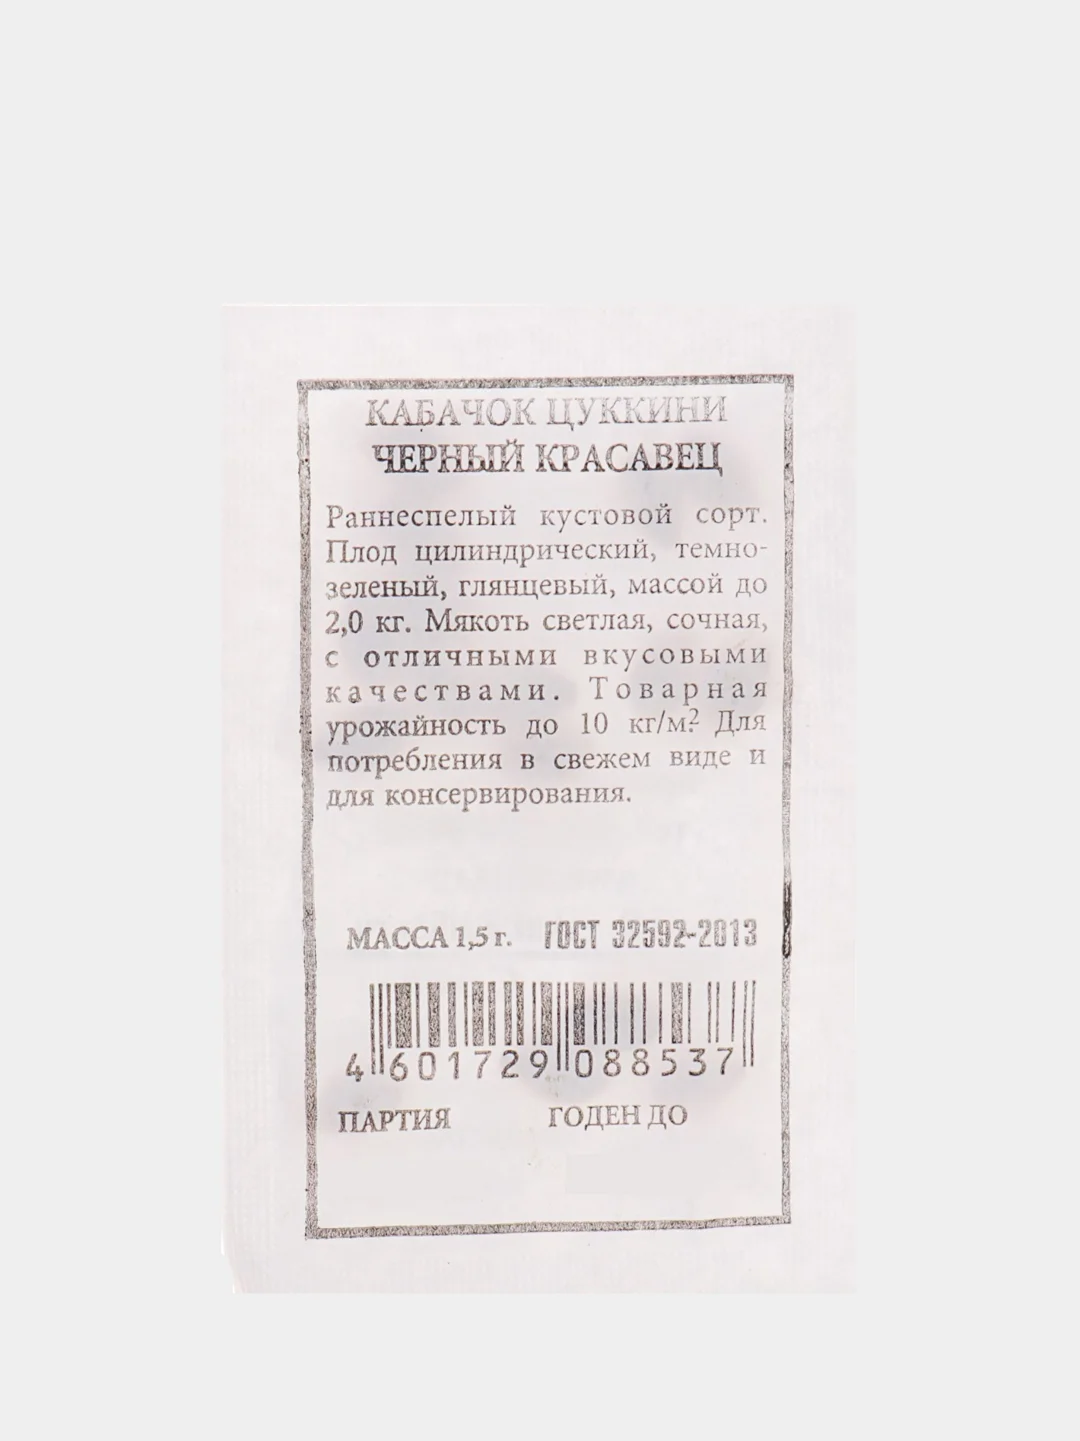 КАБАЧОК ЦУККИНИ
ЧЕРНЫЙ КРАСАВЕЦ
Раннеспелый кустовой сорт.
Плод цилиндрический, темно-
зеленый, глянцевый, массой до
2,0 кг. Мякоть светлая, сочная,
с отличными вкусовыми
качествами. Товарная
урожайность до 10 кг/м². Для
потребления в свежем виде и
для консервирования.
МАССА 1,5 г. ГОСТ 32592-2013
4 601729 088537
ПАРТИЯ ГОДЕН ДО